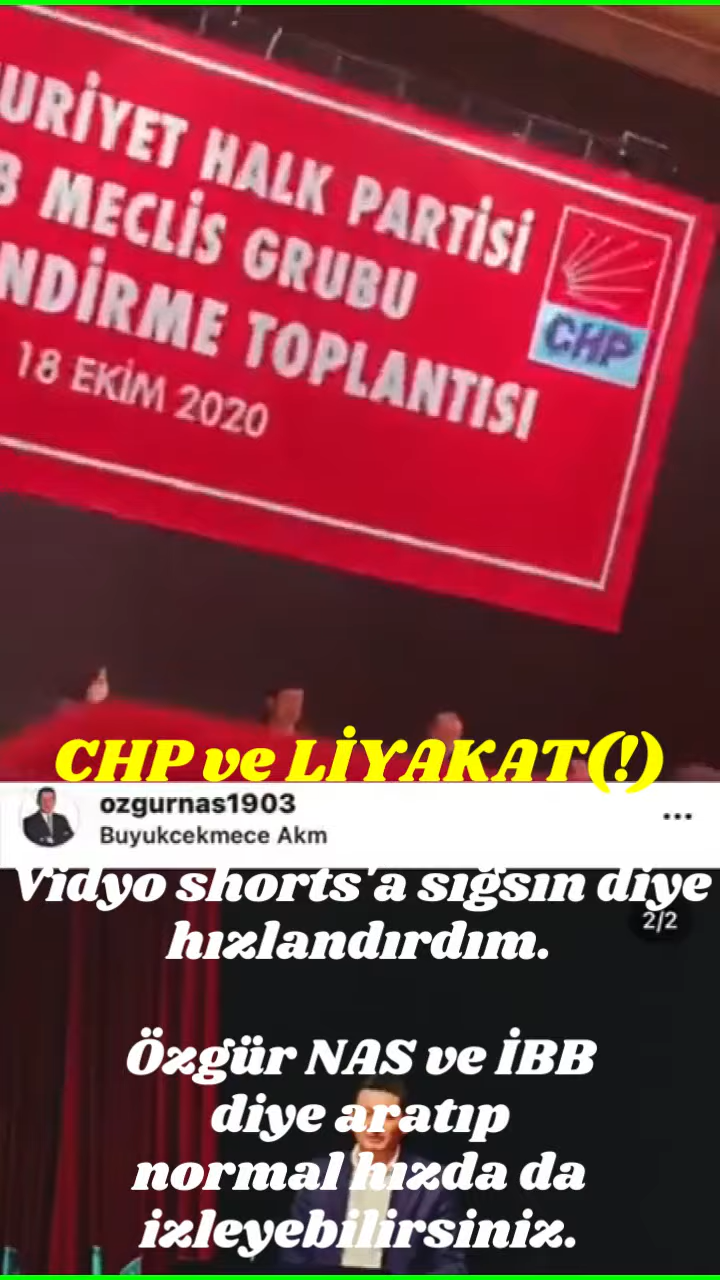 URİYET HALK PARTİSİ
B MECLİS GRUBU
NDİRME TOPLANTISI
18 EKİM 2020
CHP
CHP ve LİYAKAT(!)
ozgurnas1903
Buyukcekmece Akm
Vidyo shorts'a sığsın diye
2/2
hızlandırdım.
Özgür NAS ve İBB
diye aratıp
normal hızda da
izleyebilirsiniz.